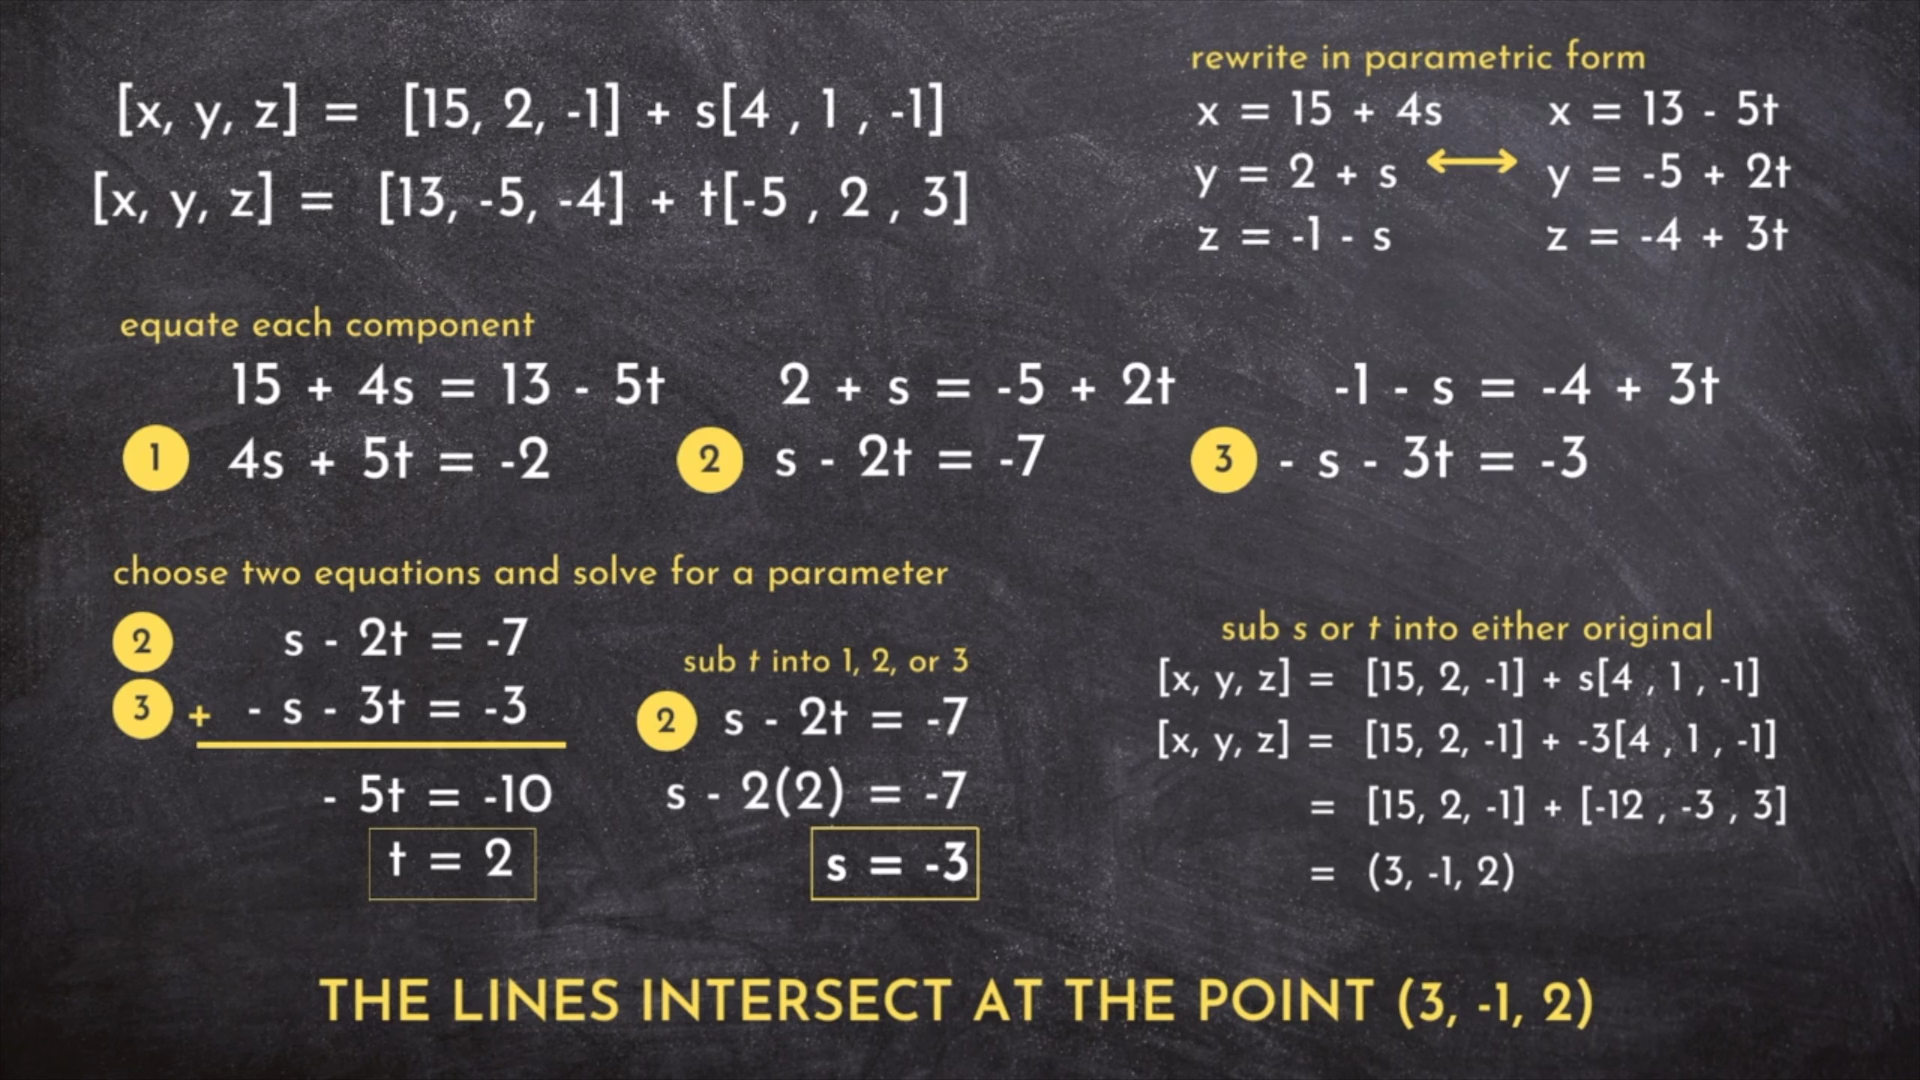 [x, y, z] = [15, 2, -1] + s[4 , 1 , -1]
[x, y, z] = [13, -5, -4] + t[-5 , 2 , 3]
rewrite in parametric form
x = 15 + 4s x = 13 - 5t
y = 2 + s ⟷ y = -5 + 2t
z = -1 - s z = -4 + 3t
equate each component
15 + 4s = 13 - 5t 2 + s = -5 + 2t -1 - s = -4 + 3t
1 4s + 5t = -2 2 s - 2t = -7 3 - s - 3t = -3
choose two equations and solve for a parameter
2 s - 2t = -7
3 + - s - 3t = -3
- 5t = -10
t = 2
sub t into 1, 2, or 3
2 s - 2t = -7
s - 2(2) = -7
s = -3
sub s or t into either original
[x, y, z] = [15, 2, -1] + s[4 , 1 , -1]
[x, y, z] = [15, 2, -1] + -3[4 , 1 , -1]
= [15, 2, -1] + [-12 , -3 , 3]
= (3, -1, 2)
THE LINES INTERSECT AT THE POINT (3, -1, 2)